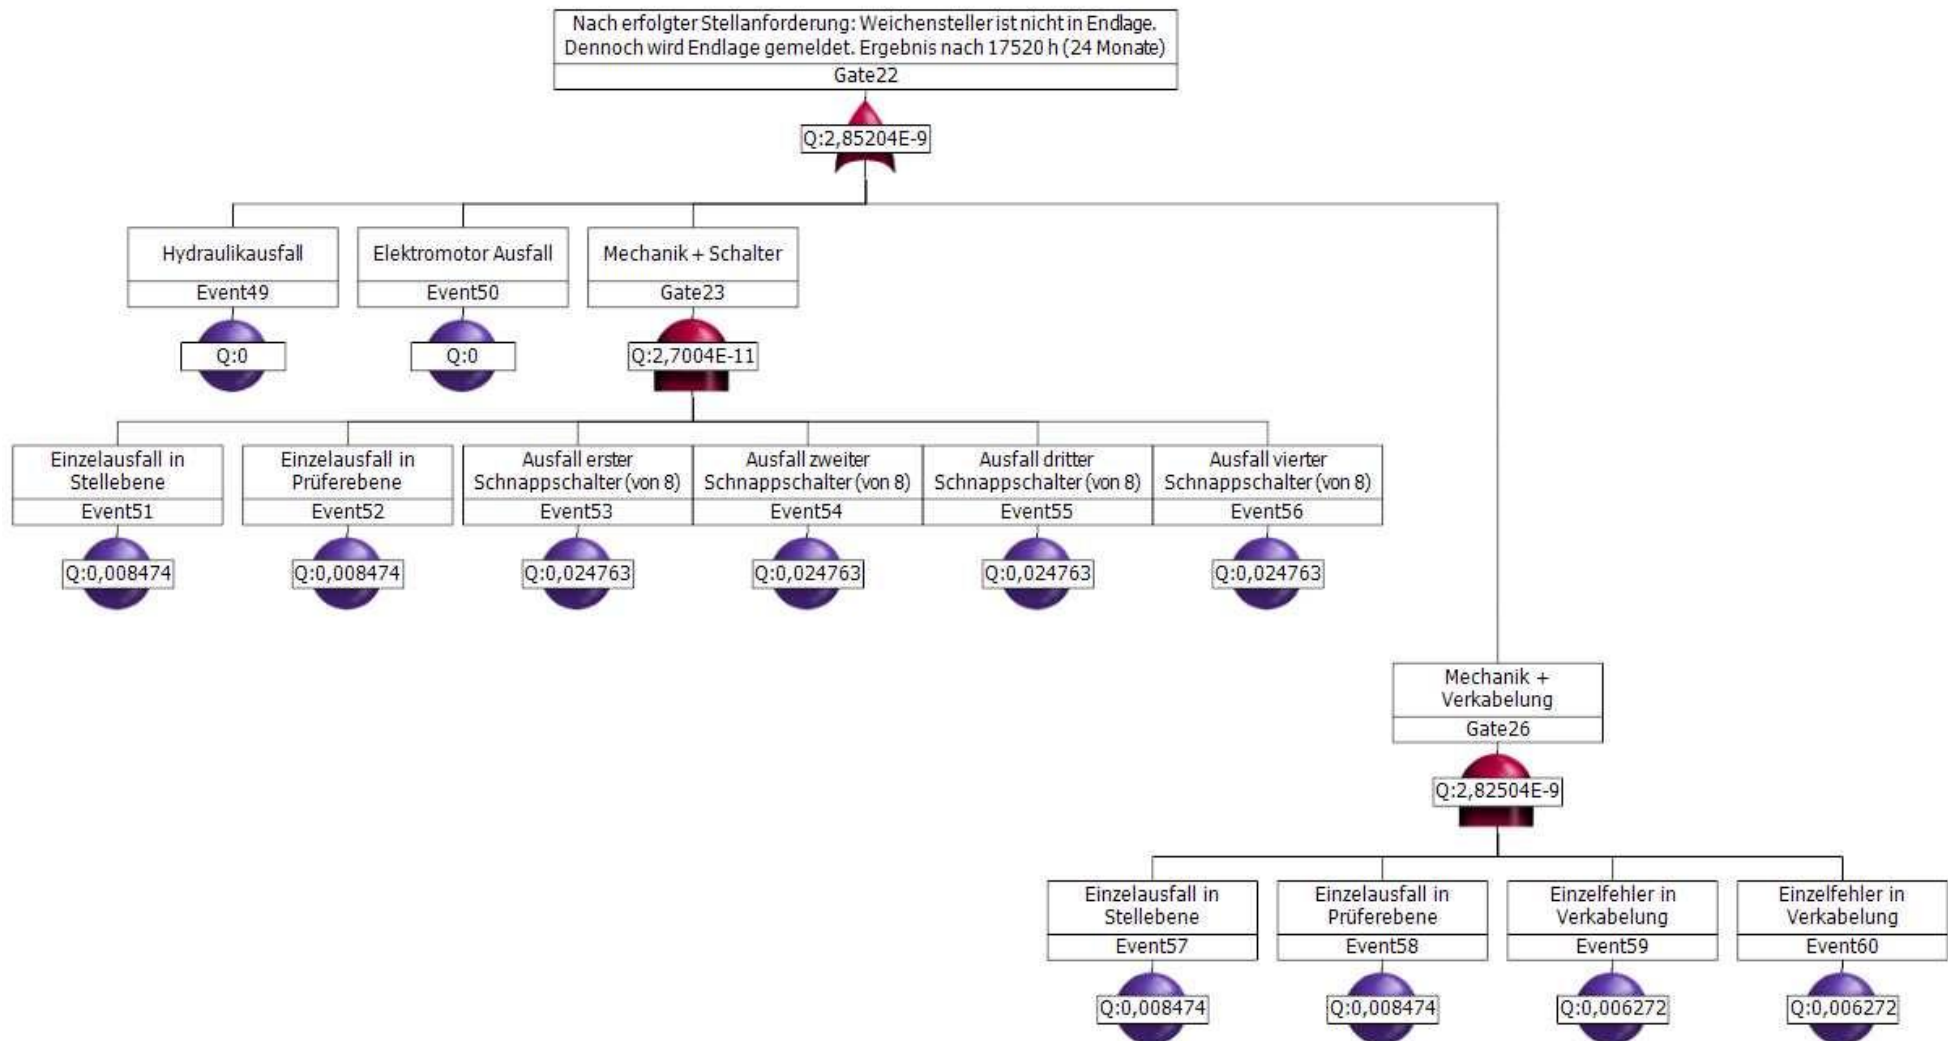 Nach erfolgter Stellanforderung: Weichensteller ist nicht in Endlage.
Dennoch wird Endlage gemeldet. Ergebnis nach 17520 h (24 Monate)
Gate22
Q:2,85204E-9
Hydraulikausfall
Event49
Q:0
Elektromotor Ausfall
Event50
Q:0
Mechanik + Schalter
Gate23
Q:2,7004E-11
Einzelausfall in
Stellebene
Event51
Q:0,008474
Einzelausfall in
Prüferebene
Event52
Q:0,008474
Ausfall erster
Schnappschalter (von 8)
Event53
Q:0,024763
Ausfall zweiter
Schnappschalter (von 8)
Event54
Q:0,024763
Ausfall dritter
Schnappschalter (von 8)
Event55
Q:0,024763
Ausfall vierter
Schnappschalter (von 8)
Event56
Q:0,024763
Mechanik +
Verkabelung
Gate26
Q:2,82504E-9
Einzelausfall in
Stellebene
Event57
Q:0,008474
Einzelausfall in
Prüferebene
Event58
Q:0,008474
Einzelfehler in
Verkabelung
Event59
Q:0,006272
Einzelfehler in
Verkabelung
Event60
Q:0,006272